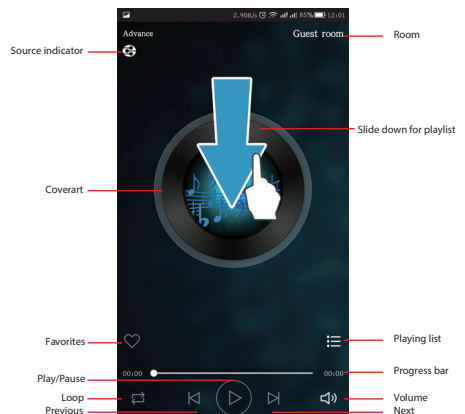 2.90K/s 85% 12:01
Advance
Guest room
Room
Source indicator
Slide down for playlist
Coverart
Favorites
Playing list
00:00
00:00
Progress bar
Play/Pause
Loop
Volume
Previous
Next